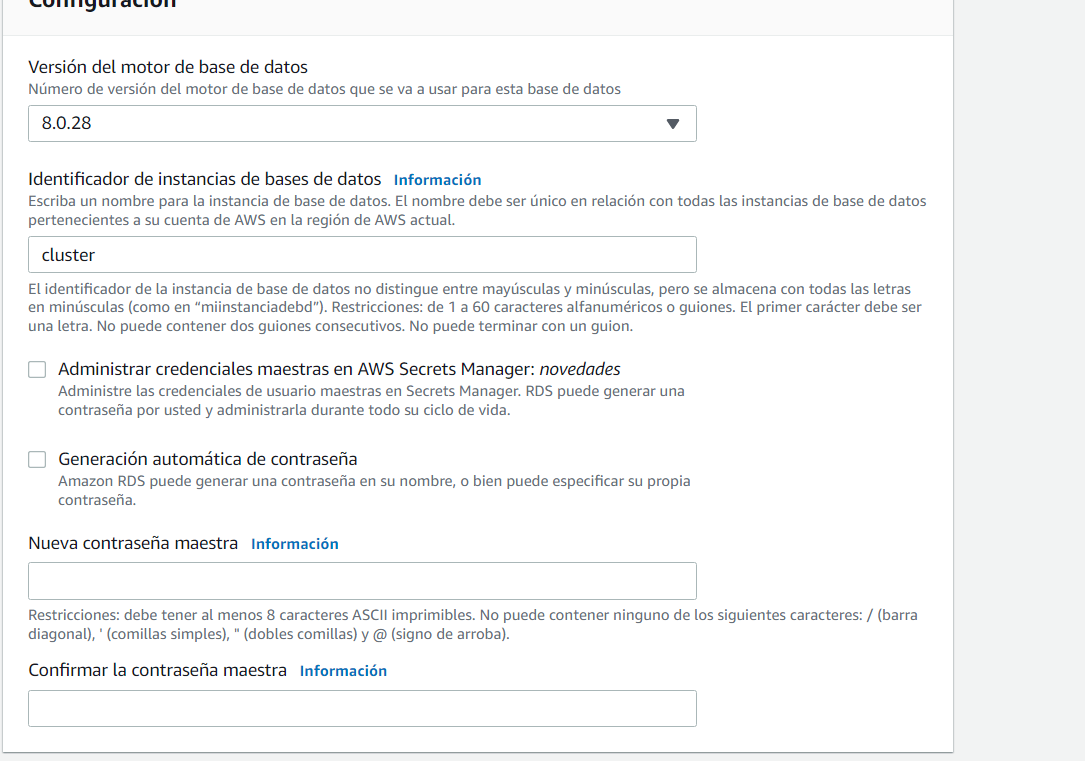 Configuración
Versión del motor de base de datos
Número de versión del motor de base de datos que se va a usar para esta base de datos
8.0.28
Identificador de instancias de bases de datos Información
Escriba un nombre para la instancia de base de datos. El nombre debe ser único en relación con todas las instancias de base de datos
pertenecientes a su cuenta de AWS en la región de AWS actual.
cluster
El identificador de la instancia de base de datos no distingue entre mayúsculas y minúsculas, pero se almacena con todas las letras
en minúsculas (como en “miinstanciadebd”). Restricciones: de 1 a 60 caracteres alfanuméricos o guiones. El primer carácter debe ser
una letra. No puede contener dos guiones consecutivos. No puede terminar con un guion.
Administrar credenciales maestras en AWS Secrets Manager: novedades
Administre las credenciales de usuario maestras en Secrets Manager. RDS puede generar una
contraseña por usted y administrarla durante todo su ciclo de vida.
Generación automática de contraseña
Amazon RDS puede generar una contraseña en su nombre, o bien puede especificar su propia
contraseña.
Nueva contraseña maestra Información
Restricciones: debe tener al menos 8 caracteres ASCII imprimibles. No puede contener ninguno de los siguientes caracteres: / (barra
diagonal), ' (comillas simples), " (dobles comillas) y @ (signo de arroba).
Confirmar la contraseña maestra Información